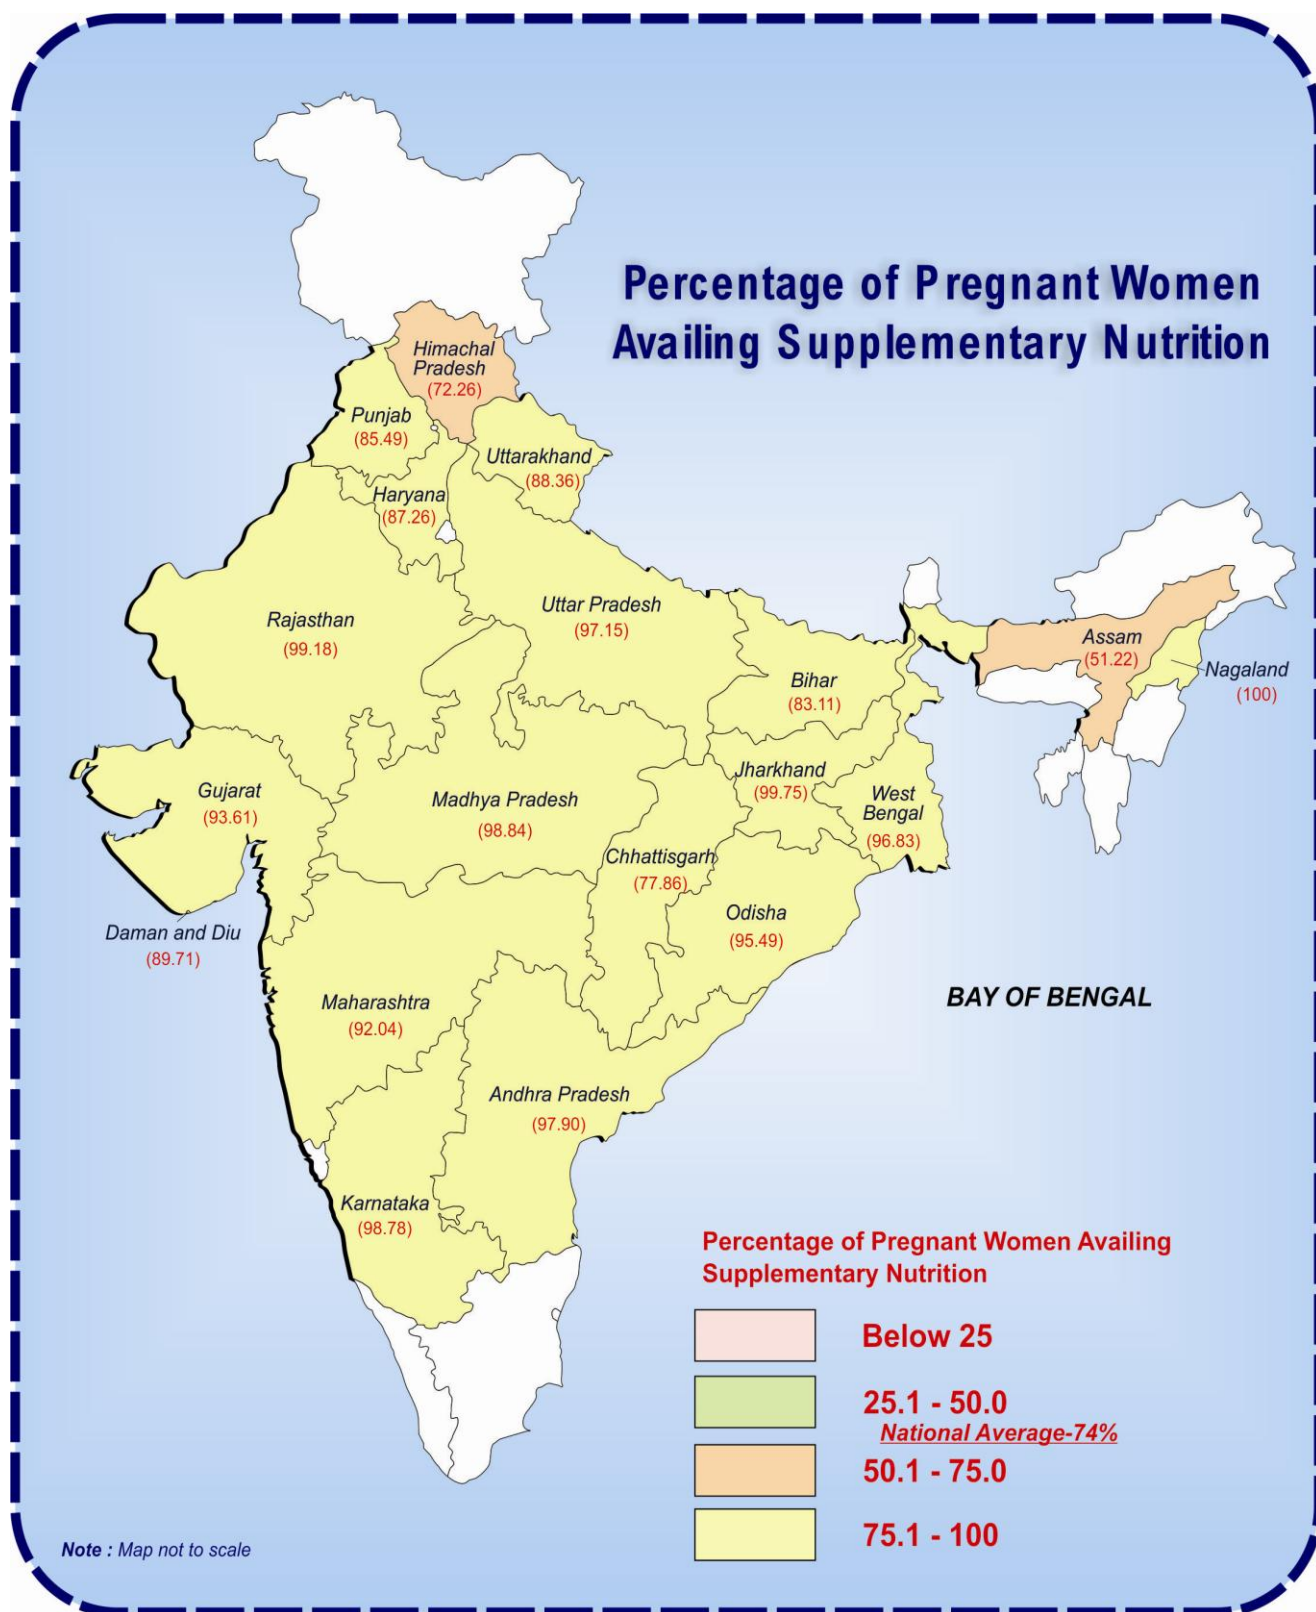 Percentage of Pregnant Women
Availing Supplementary Nutrition
Himachal
Pradesh
(72.26)
Punjab
(85.49)
Uttarakhand
(88.36)
Haryana
(87.26)
Rajasthan
(99.18)
Uttar Pradesh
(97.15)
Bihar
(83.11)
Assam
(51.22)
Nagaland
(100)
Gujarat
(93.61)
Madhya Pradesh
(98.84)
Jharkhand
(99.75)
West
Bengal
(96.83)
Chhattisgarh
(77.86)
Odisha
(95.49)
Daman and Diu
(89.71)
Maharashtra
(92.04)
BAY OF BENGAL
Andhra Pradesh
(97.90)
Karnataka
(98.78)
Percentage of Pregnant Women Availing
Supplementary Nutrition
Below 25
25.1 - 50.0
National Average-74%
50.1 - 75.0
75.1 - 100
Note : Map not to scale